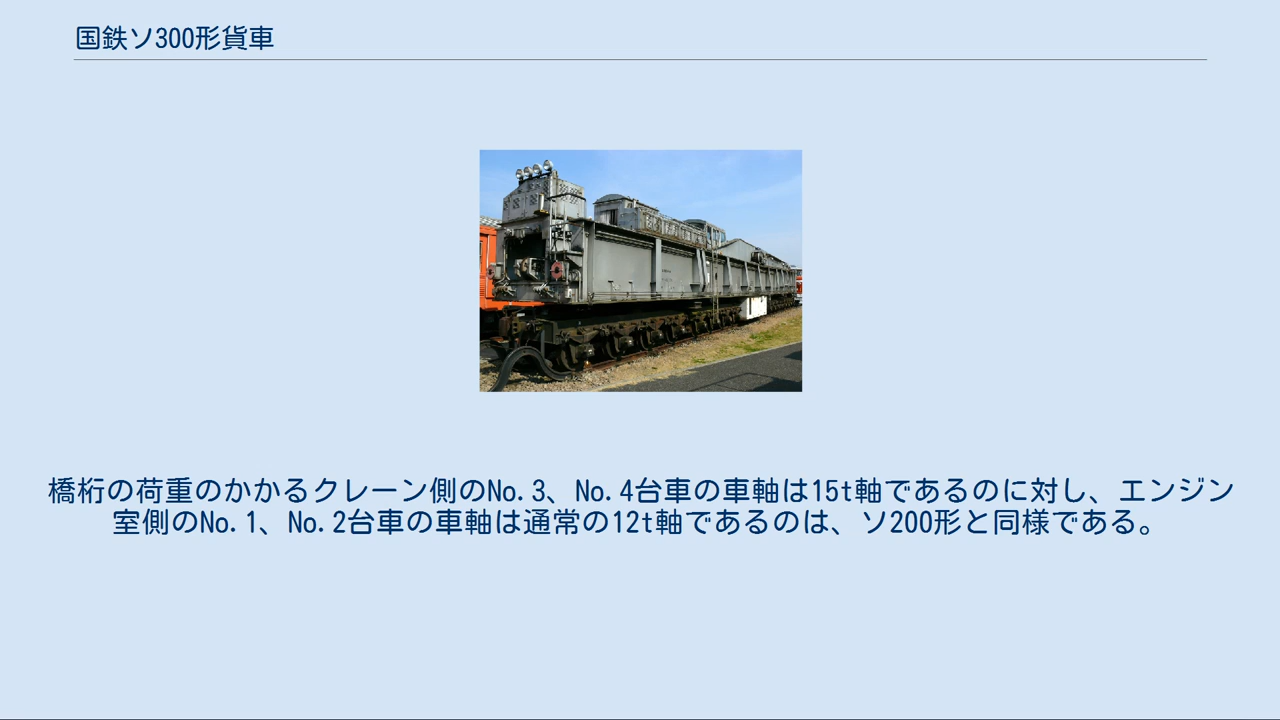 国鉄ソ300形貨車
橋桁の荷重のかかるクレーン側のNo.3、No.4台車の車軸は15t軸であるのに対し、エンジン
室側のNo.1、No.2台車の車軸は通常の12t軸であるのは、ソ200形と同様である。